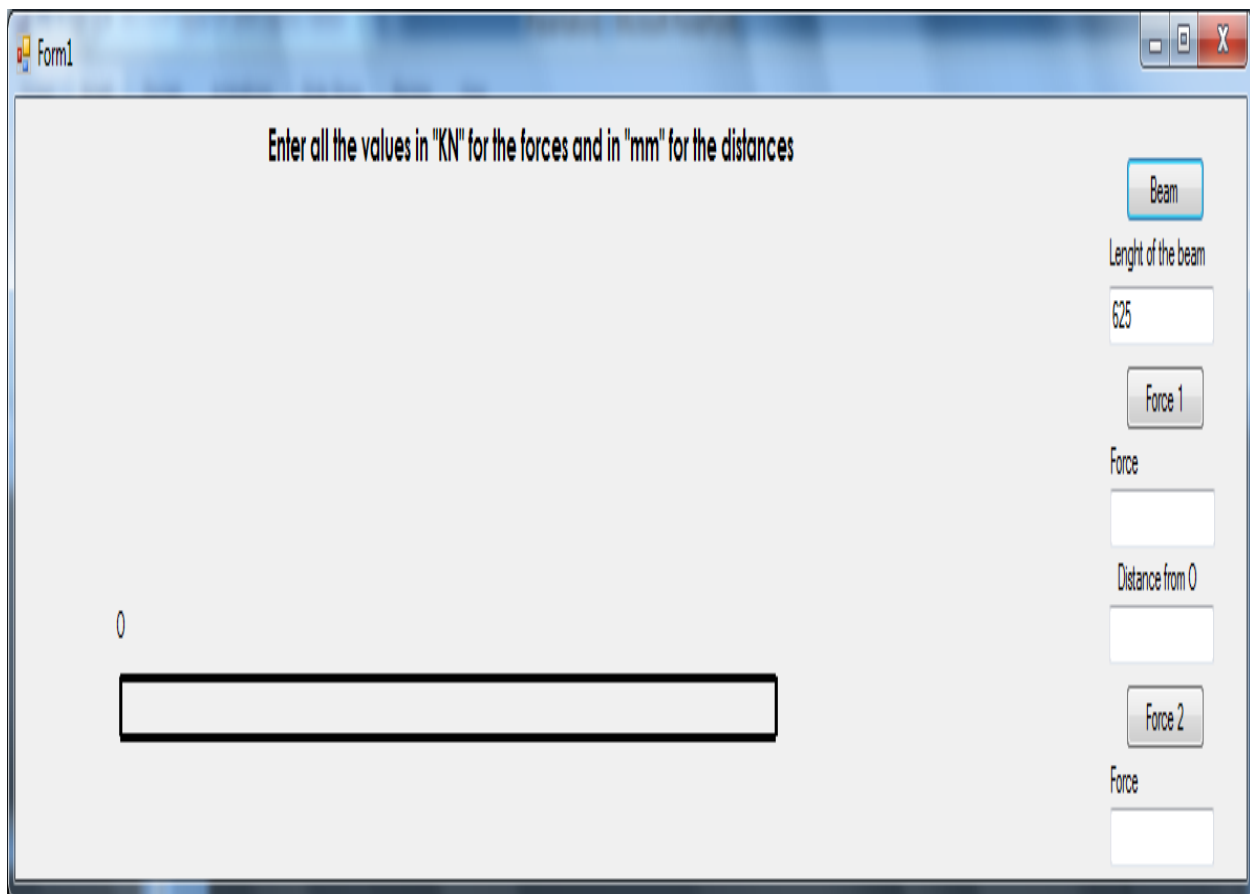 Form1
Enter all the values in "KN" for the forces and in "mm" for the distances
Beam
Lenght of the beam
625
Force 1
Force
Distance from O
O
Force 2
Force